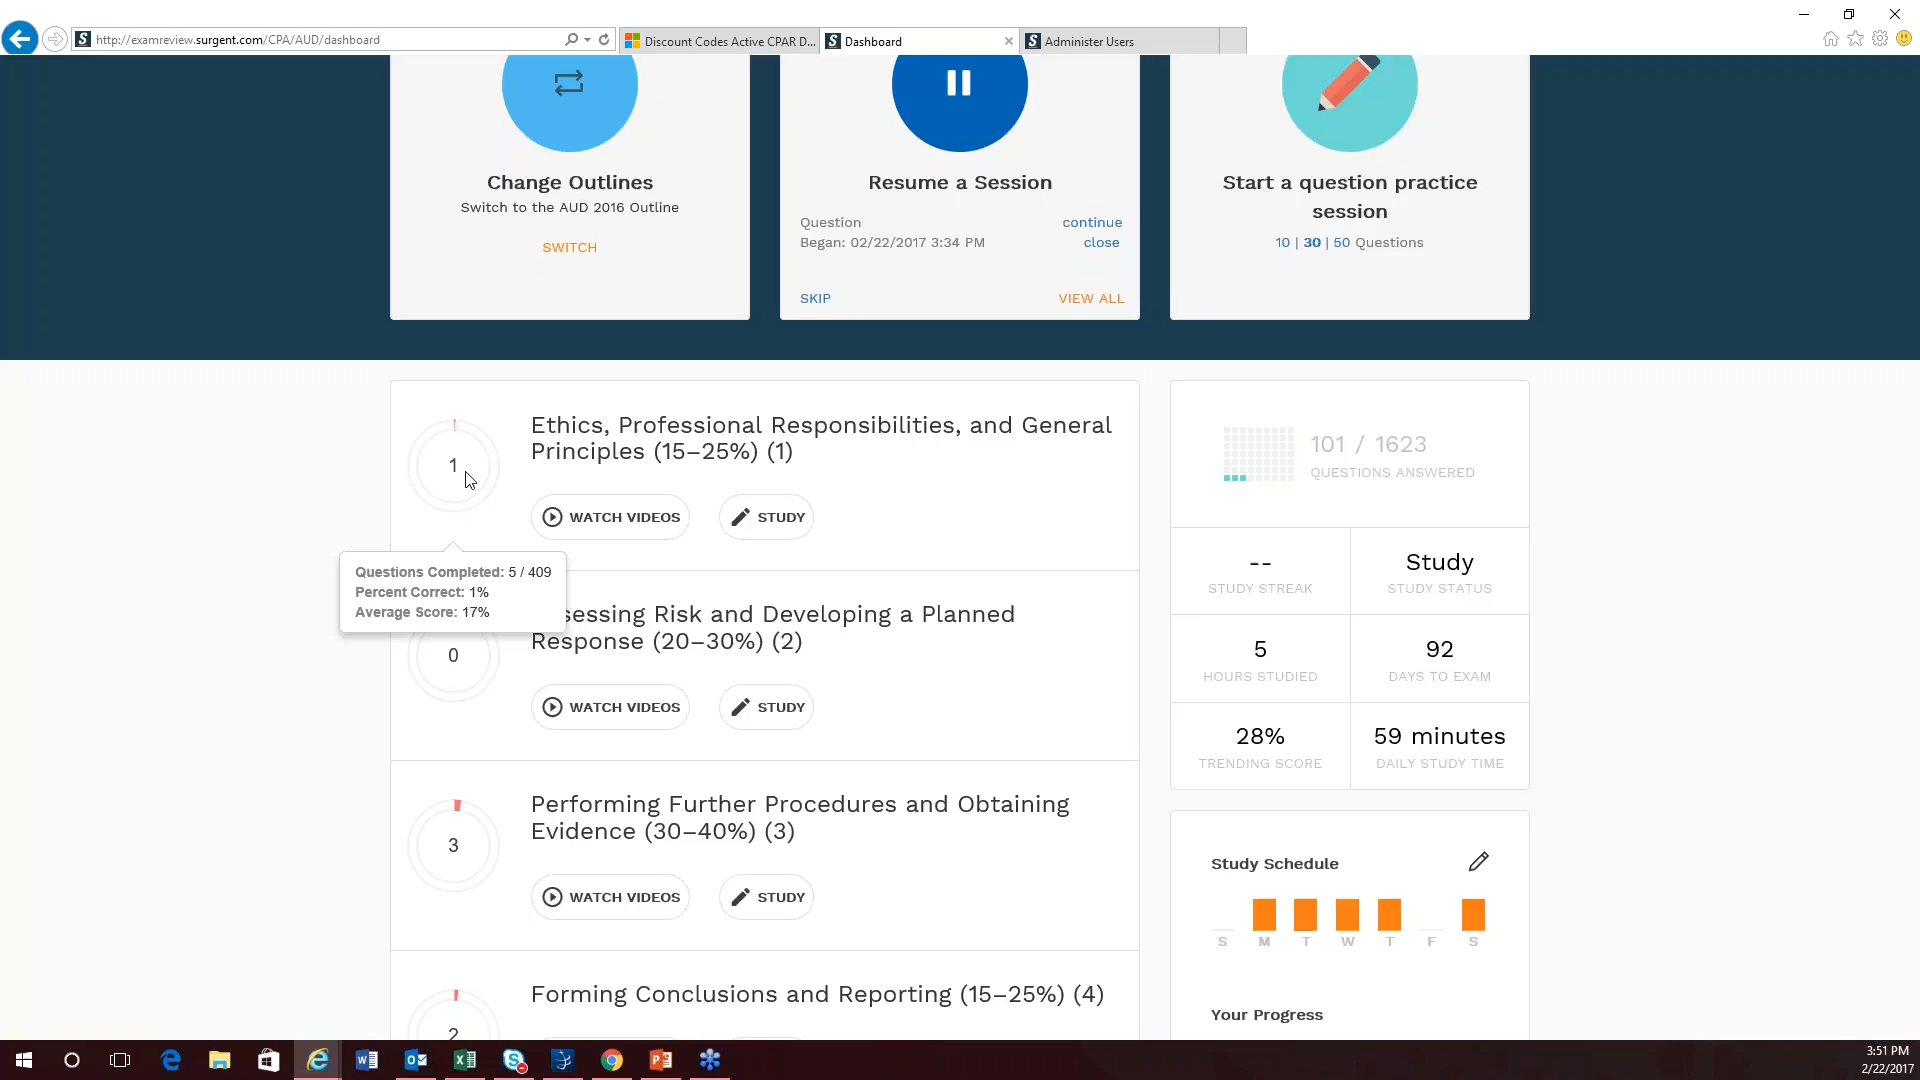 http://examreview.surgent.com/CPA/AUD/dashboard
Discount Codes Active CPAR D...
Dashboard
Administer Users
Change Outlines
Switch to the AUD 2016 Outline
SWITCH
Resume a Session
Question continue
Began: 02/22/2017 3:34 PM close
SKIP VIEW ALL
Start a question practice
session
10 | 30 | 50 Questions
1
Ethics, Professional Responsibilities, and General
Principles (15–25%) (1)
WATCH VIDEOS STUDY
Questions Completed: 5 / 409
Percent Correct: 1%
Average Score: 17%
0
sessing Risk and Developing a Planned
Response (20–30%) (2)
WATCH VIDEOS STUDY
3
Performing Further Procedures and Obtaining
Evidence (30–40%) (3)
WATCH VIDEOS STUDY
2
Forming Conclusions and Reporting (15–25%) (4)
101 / 1623
QUESTIONS ANSWERED
--
STUDY STREAK
Study
STUDY STATUS
5
HOURS STUDIED
92
DAYS TO EXAM
28%
TRENDING SCORE
59 minutes
DAILY STUDY TIME
Study Schedule
S M T W T F S
Your Progress
3:51 PM
2/22/2017